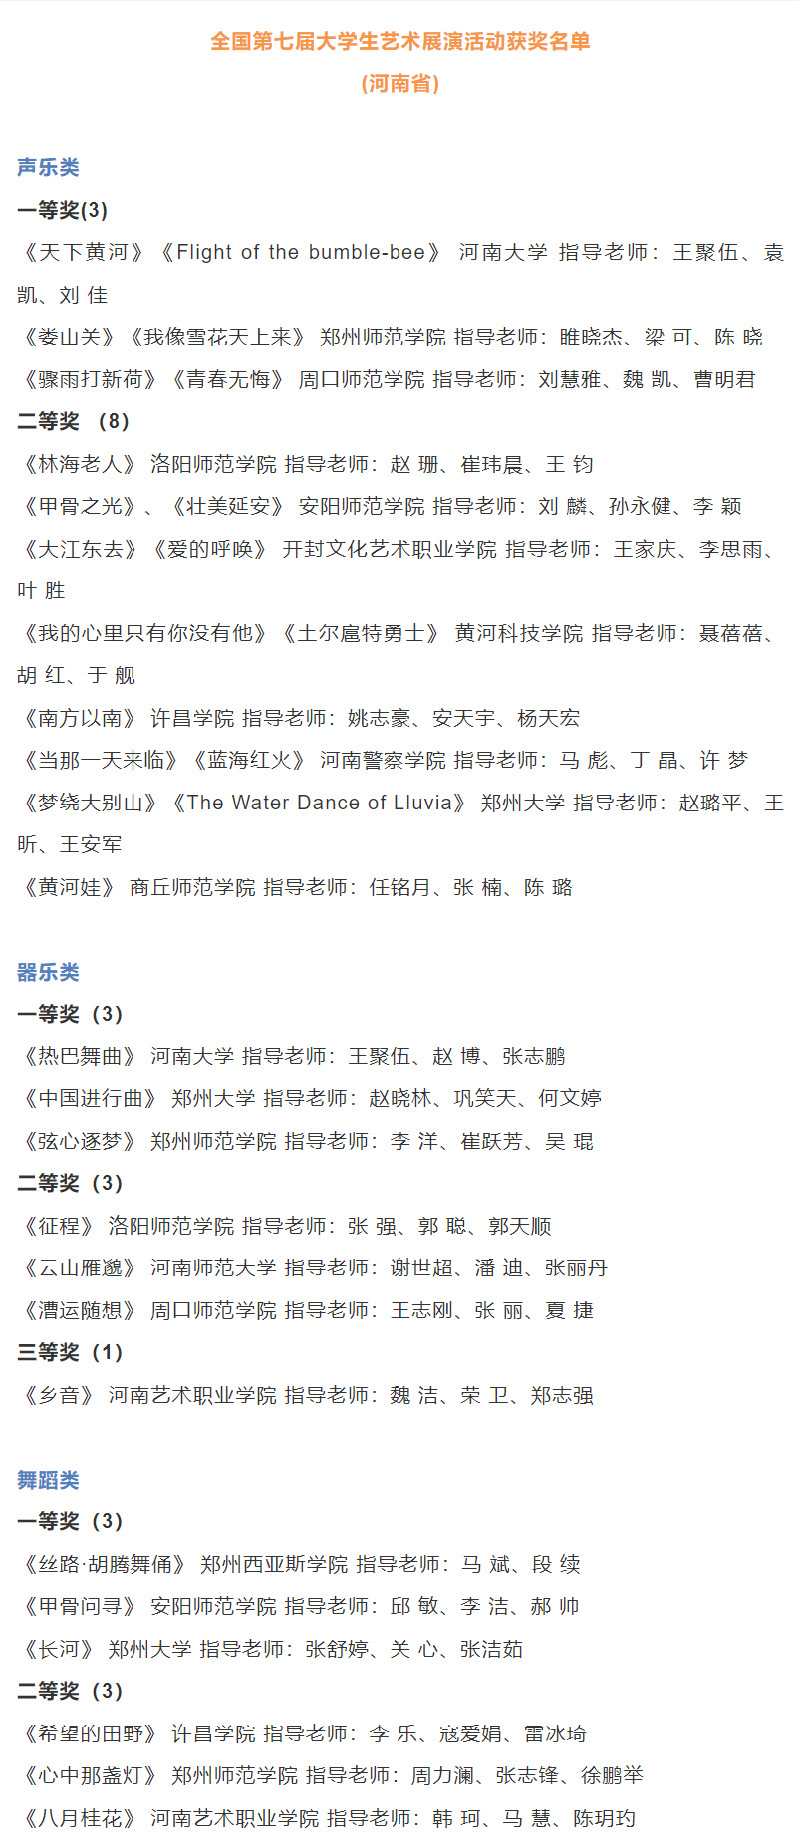 全国第七届大学生艺术展演活动获奖名单
(河南省)
声乐类
一等奖(3)
《天下黄河》《Flight of the bumble-bee》 河南大学 指导老师：王聚伍、袁
凯、刘 佳
《娄山关》《我像雪花天上来》 郑州师范学院 指导老师：睢晓杰、梁 可、陈 晓
《骤雨打新荷》《青春无悔》 周口师范学院 指导老师：刘慧雅、魏 凯、曹明君
二等奖 （8）
《林海老人》 洛阳师范学院 指导老师：赵 珊、崔玮晨、王 钧
《甲骨之光》、《壮美延安》 安阳师范学院 指导老师：刘 麟、孙永健、李 颖
《大江东去》《爱的呼唤》 开封文化艺术职业学院 指导老师：王家庆、李思雨、
叶 胜
《我的心里只有你没有他》《土尔扈特勇士》 黄河科技学院 指导老师：聂蓓蓓、
胡 红、于 舰
《南方以南》 许昌学院 指导老师：姚志豪、安天宇、杨天宏
《当那一天来临》《蓝海红火》 河南警察学院 指导老师：马 彪、丁 晶、许 梦
《梦绕大别山》《The Water Dance of Lluvia》 郑州大学 指导老师：赵璐平、王
昕、王安军
《黄河娃》 商丘师范学院 指导老师：任铭月、张 楠、陈 璐
器乐类
一等奖（3）
《热巴舞曲》 河南大学 指导老师：王聚伍、赵 博、张志鹏
《中国进行曲》 郑州大学 指导老师：赵晓林、巩笑天、何文婷
《弦心逐梦》 郑州师范学院 指导老师：李 洋、崔跃芳、吴 琨
二等奖（3）
《征程》 洛阳师范学院 指导老师：张 强、郭 聪、郭天顺
《云山雁邈》 河南师范大学 指导老师：谢世超、潘 迪、张丽丹
《漕运随想》 周口师范学院 指导老师：王志刚、张 丽、夏 捷
三等奖（1）
《乡音》 河南艺术职业学院 指导老师：魏 洁、荣 卫、郑志强
舞蹈类
一等奖（3）
《丝路·胡腾舞俑》 郑州西亚斯学院 指导老师：马 斌、段 续
《甲骨问寻》 安阳师范学院 指导老师：邱 敏、李 洁、郝 帅
《长河》 郑州大学 指导老师：张舒婷、关 心、张洁茹
二等奖（3）
《希望的田野》 许昌学院 指导老师：李 乐、寇爱娟、雷冰琦
《心中那盏灯》 郑州师范学院 指导老师：周力澜、张志锋、徐鹏举
《八月桂花》 河南艺术职业学院 指导老师：韩 珂、马 慧、陈玥玓